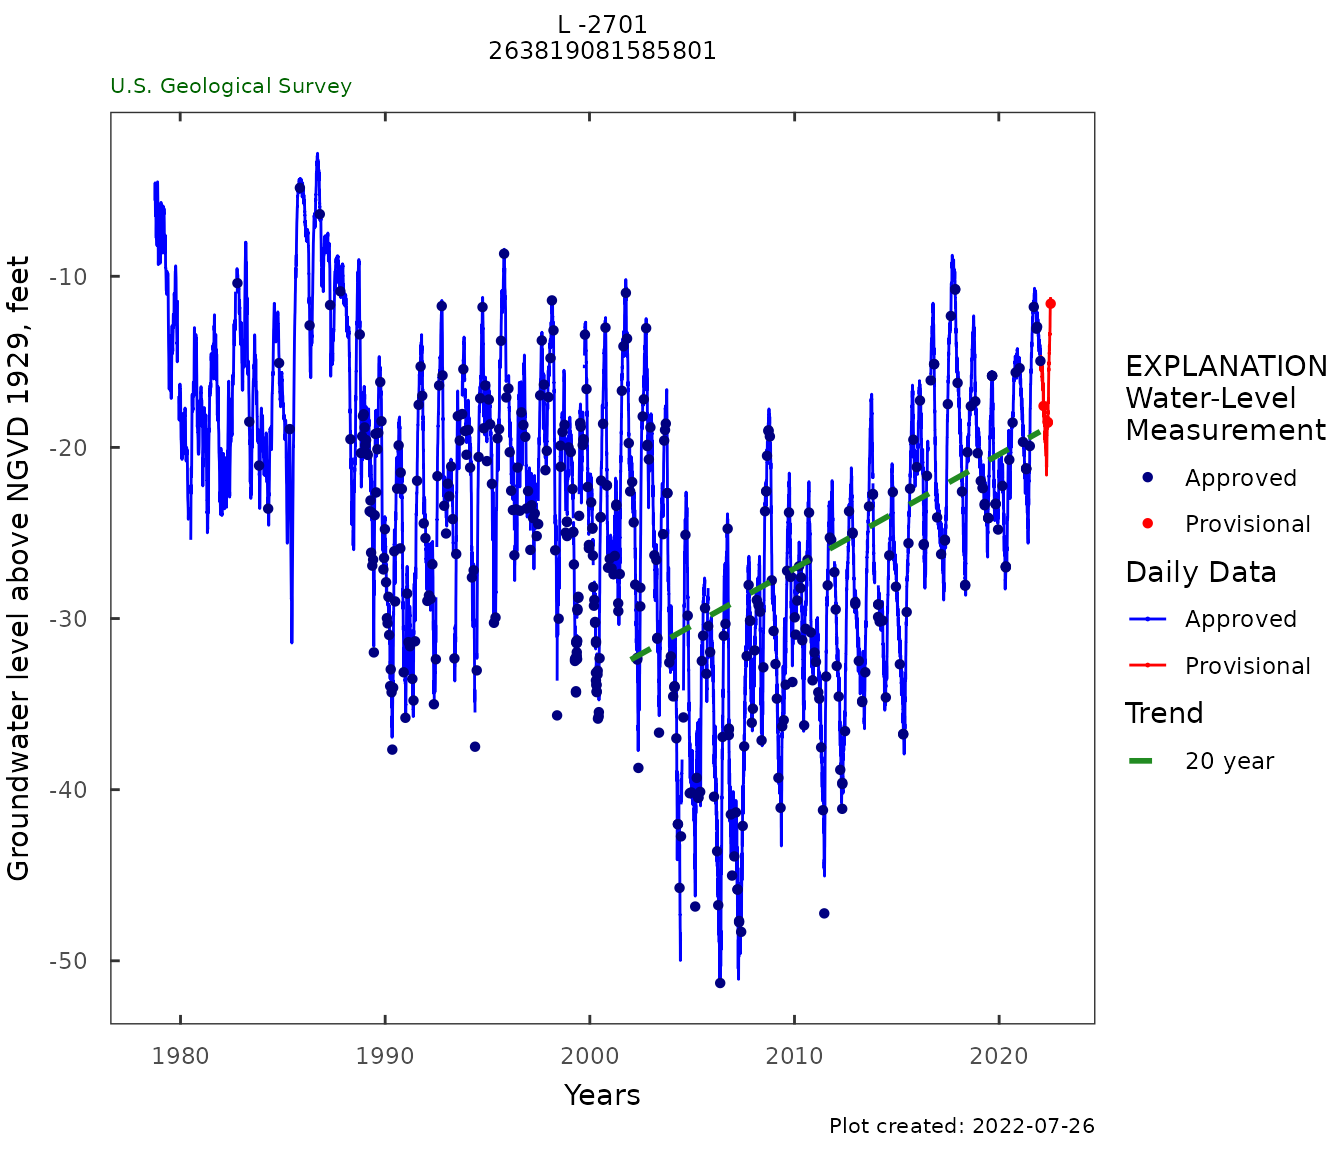 L -2701
263819081585801
U.S. Geological Survey
Groundwater level above NGVD 1929, feet
-10
-20
-30
-40
-50
1980
1990
2000
2010
2020
Years
EXPLANATION
Water-Level
Measurement
Approved
Provisional
Daily Data
Approved
Provisional
Trend
20 year
Plot created: 2022-07-26